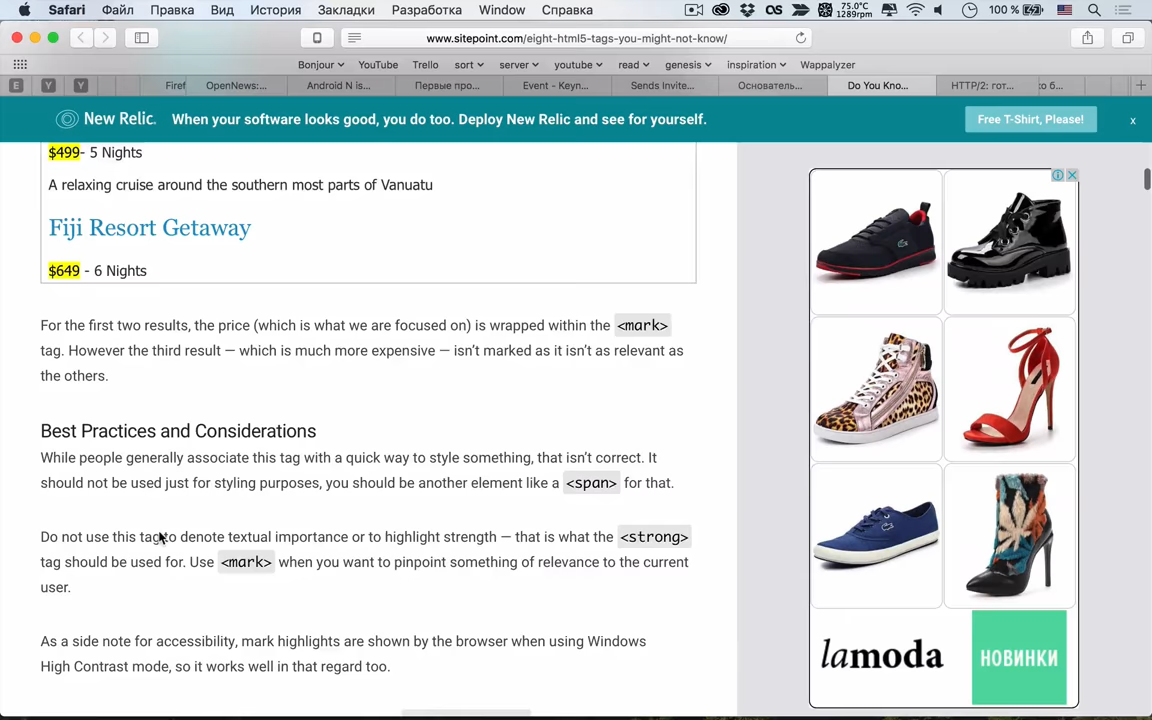 Safari Файл Правка Вид История Закладки Разработка Window Справка 75.0°C 1289rpm 100 %
www.sitepoint.com/eight-html5-tags-you-might-not-know/
Bonjour YouTube Trello sort server youtube read genesis inspiration Wappalyzer
E Y Y Firef OpenNews:... Android N is... Первые про... Event - Keyn... Sends Invite... Основатель... Do You Kno... HTTP/2: гот...
New Relic. When your software looks good, you do too. Deploy New Relic and see for yourself. Free T-Shirt, Please! x
$499- 5 Nights
A relaxing cruise around the southern most parts of Vanuatu
Fiji Resort Getaway
$649 - 6 Nights
For the first two results, the price (which is what we are focused on) is wrapped within the <mark>
tag. However the third result — which is much more expensive — isn't marked as it isn't as relevant as
the others.
Best Practices and Considerations
While people generally associate this tag with a quick way to style something, that isn't correct. It
should not be used just for styling purposes, you should be another element like a <span> for that.
Do not use this tag to denote textual importance or to highlight strength — that is what the <strong>
tag should be used for. Use <mark> when you want to pinpoint something of relevance to the current
user.
As a side note for accessibility, mark highlights are shown by the browser when using Windows
High Contrast mode, so it works well in that regard too.
lamoda НОВИНКИ